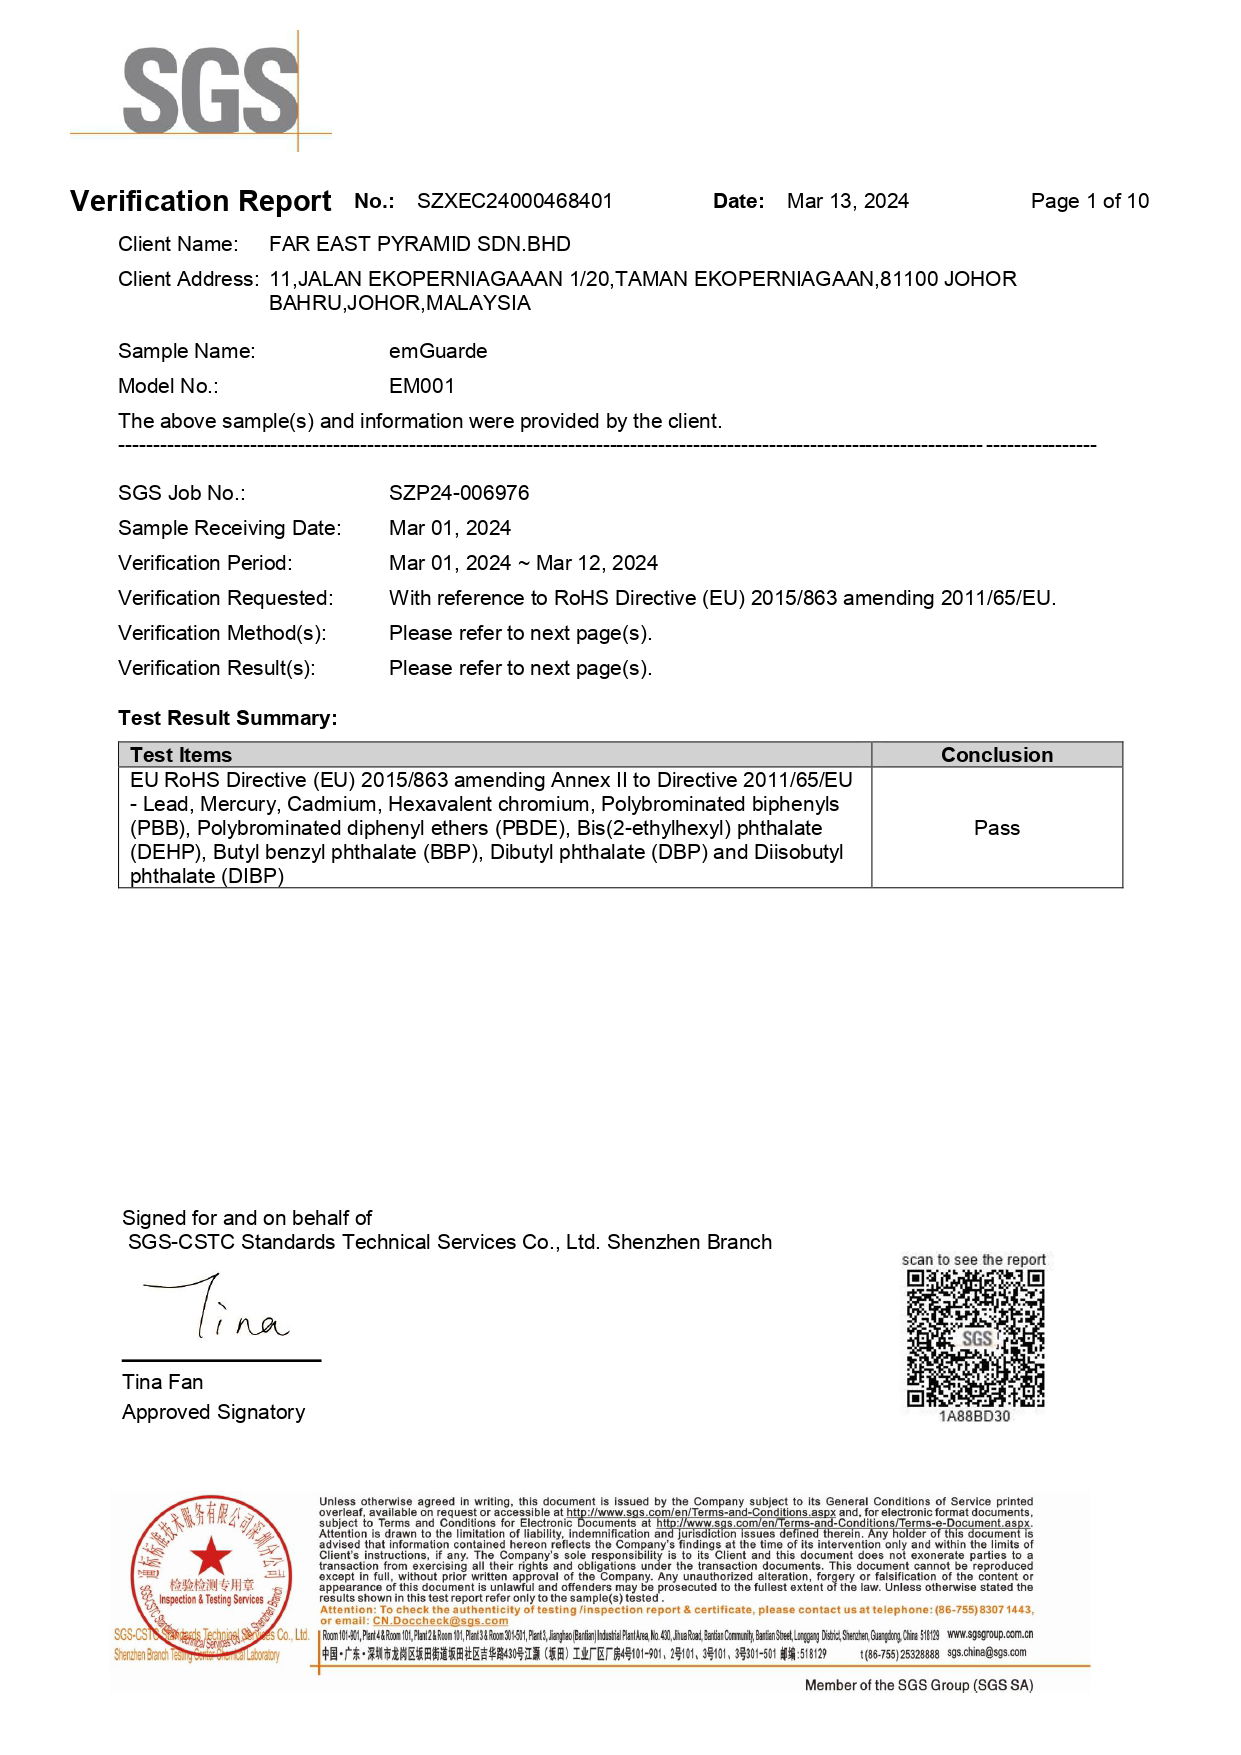 SGS
Verification Report No.: SZXEC24000468401 Date: Mar 13, 2024 Page 1 of 10
Client Name: FAR EAST PYRAMID SDN.BHD
Client Address: 11,JALAN EKOPERNIAGAAAN 1/20,TAMAN EKOPERNIAGAAN,81100 JOHOR
BAHRU,JOHOR,MALAYSIA
Sample Name: emGuarde
Model No.: EM001
The above sample(s) and information were provided by the client.
SGS Job No.: SZP24-006976
Sample Receiving Date: Mar 01, 2024
Verification Period: Mar 01, 2024 ~ Mar 12, 2024
Verification Requested: With reference to RoHS Directive (EU) 2015/863 amending 2011/65/EU.
Verification Method(s): Please refer to next page(s).
Verification Result(s): Please refer to next page(s).
Test Result Summary:
Test Items Conclusion
EU RoHS Directive (EU) 2015/863 amending Annex II to Directive 2011/65/EU
- Lead, Mercury, Cadmium, Hexavalent chromium, Polybrominated biphenyls
(PBB), Polybrominated diphenyl ethers (PBDE), Bis(2-ethylhexyl) phthalate
(DEHP), Butyl benzyl phthalate (BBP), Dibutyl phthalate (DBP) and Diisobutyl
phthalate (DIBP)
Pass
Signed for and on behalf of
SGS-CSTC Standards Technical Services Co., Ltd. Shenzhen Branch
scan to see the report
SGS
1A88BD30
Tina
Tina Fan
Approved Signatory
通标标准技术服务有限公司深圳分公司
检验检测专用章
Inspection & Testing Services
SGS-CSTC Standards Technical Services Co., Ltd. Shenzhen Branch
SGS-CSTC Standards Technical Services Co., Ltd.
Shenzhen Branch Testing Center Chemical Laboratory
Unless otherwise agreed in writing, this document is issued by the Company subject to its General Conditions of Service printed
overleaf, available on request or accessible at http://www.sgs.com/en/Terms-and-Conditions.aspx and, for electronic format documents,
subject to Terms and Conditions for Electronic Documents at http://www.sgs.com/en/Terms-and-Conditions/Terms-e-Document.aspx.
Attention is drawn to the limitation of liability, indemnification and jurisdiction issues defined therein. Any holder of this document is
advised that information contained hereon reflects the Company's findings at the time of its intervention only and within the limits of
Client's instructions, if any. The Company's sole responsibility is to its Client and this document does not exonerate parties to a
transaction from exercising all their rights and obligations under the transaction documents. This document cannot be reproduced
except in full, without prior written approval of the Company. Any unauthorized alteration, forgery or falsification of the content or
appearance of this document is unlawful and offenders may be prosecuted to the fullest extent of the law. Unless otherwise stated the
results shown in this test report refer only to the sample(s) tested .
Attention: To check the authenticity of testing /inspection report & certificate, please contact us at telephone: (86-755) 8307 1443,
or email: CN.Doccheck@sgs.com
Room 101-901, Plant 4 & Room 101, Plant 2 & Room 101, Plant 3 & Room 301-501, Plant 3, Jianghao (Bantian) Industrial Plant Area, No. 430, Jihua Road, Bantian Community, Bantian Street, Longgang District, Shenzhen, Guangdong, China 518129 www.sgsgroup.com.cn
中国·广东·深圳市龙岗区坂田街道坂田社区吉华路430号江灏（坂田）工业厂区厂房4号101-901、2号101、3号101、3号301-501 邮编:518129 t(86-755)25328888 sgs.china@sgs.com
Member of the SGS Group (SGS SA)